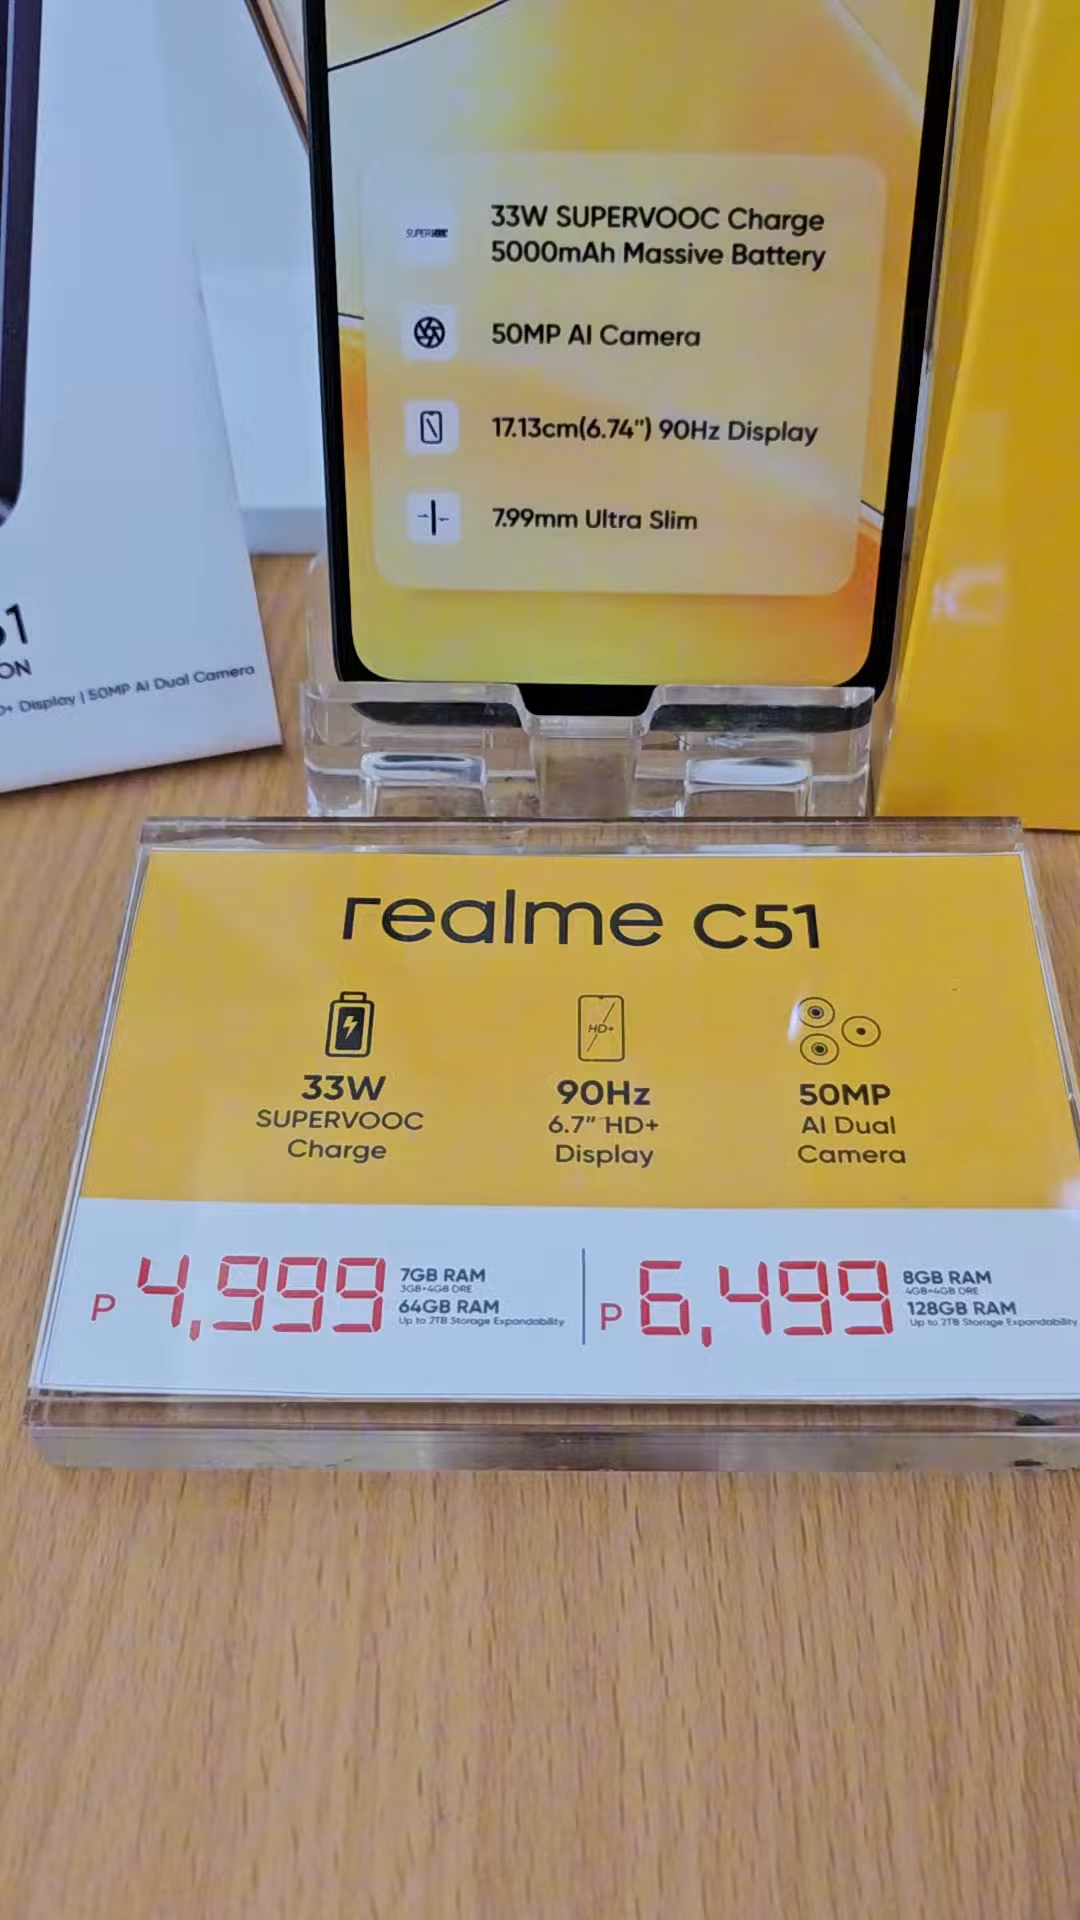 SUPERVOOC
33W SUPERVOOC Charge
5000mAh Massive Battery
50MP AI Camera
17.13cm(6.74") 90Hz Display
7.99mm Ultra Slim
51
ON
D+ Display | 50MP AI Dual Camera
realme C51
HD+
33W
SUPERVOOC
Charge
90Hz
6.7" HD+
Display
50MP
AI Dual
Camera
P 4,999
7GB RAM
3GB+4GB DRE
64GB RAM
Up to 2TB Storage Expandability
P 6,499
8GB RAM
4GB+4GB DRE
128GB RAM
Up to 2TB Storage Expandability